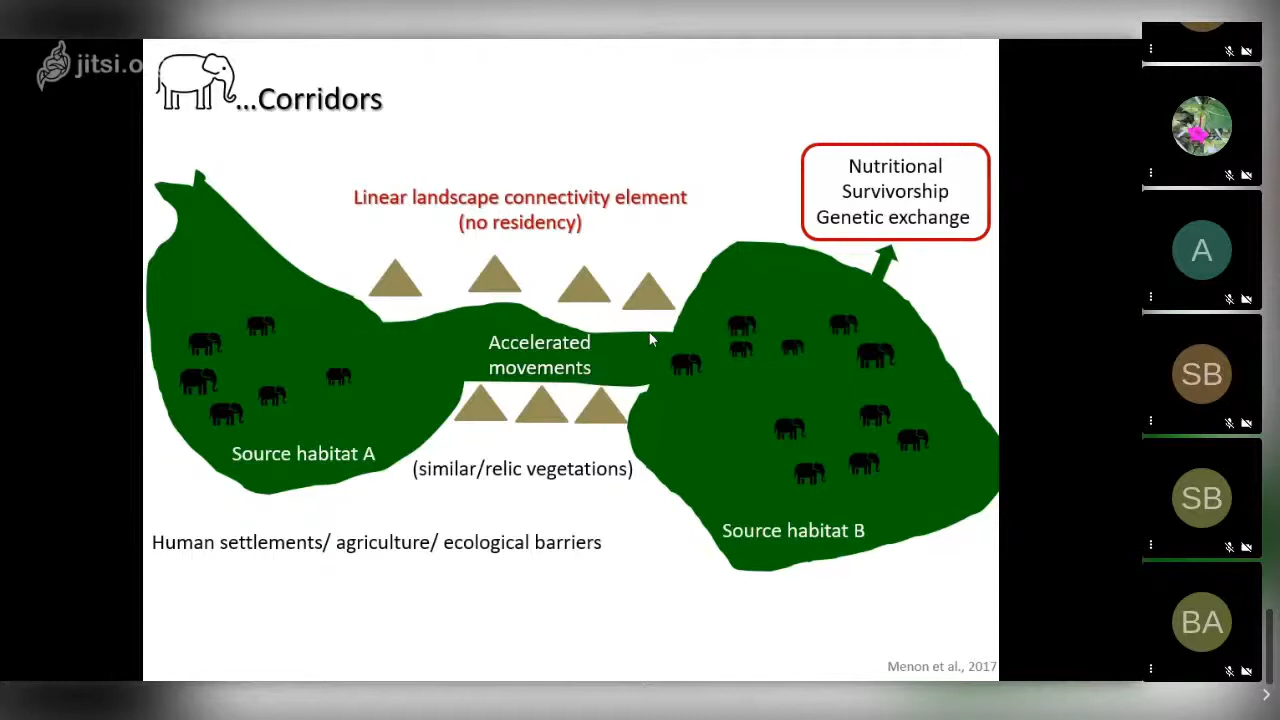 jitsi.o
...Corridors
Linear landscape connectivity element
(no residency)
Nutritional
Survivorship
Genetic exchange
Accelerated
movements
Source habitat A
(similar/relic vegetations)
Source habitat B
Human settlements/ agriculture/ ecological barriers
Menon et al., 2017
A
SB
SB
BA